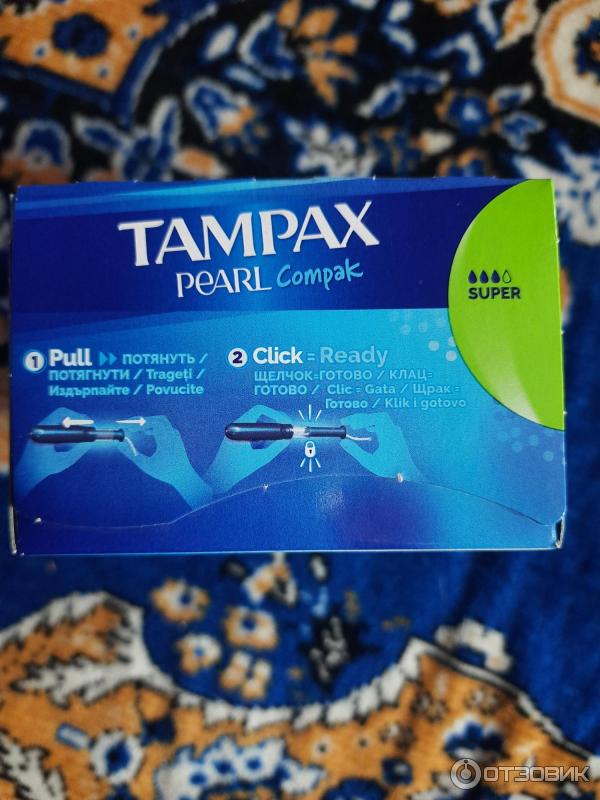 TAMPAX
PEARL Compak
SUPER
1 Pull ПОТЯНУТЬ /
ПОТЯГНУТИ / Trageți /
Издърпайте / Povucite
2 Click = Ready
ЩЕЛЧОК=ГОТОВО / КЛАЦ=
ГОТОВО / Clic = Gata / Щрак =
Готово / Klik i gotovo
ОТЗОВИК